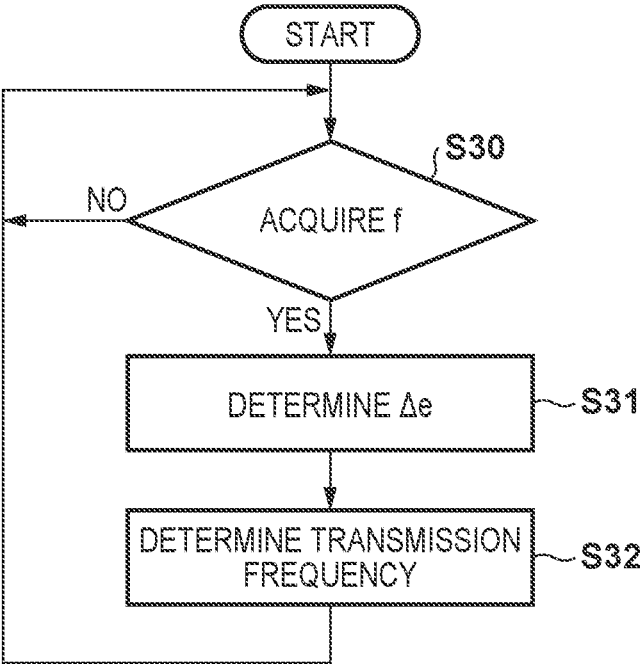 START
S30
NO
ACQUIRE f
YES
DETERMINE Δe
S31
DETERMINE TRANSMISSION
FREQUENCY
S32